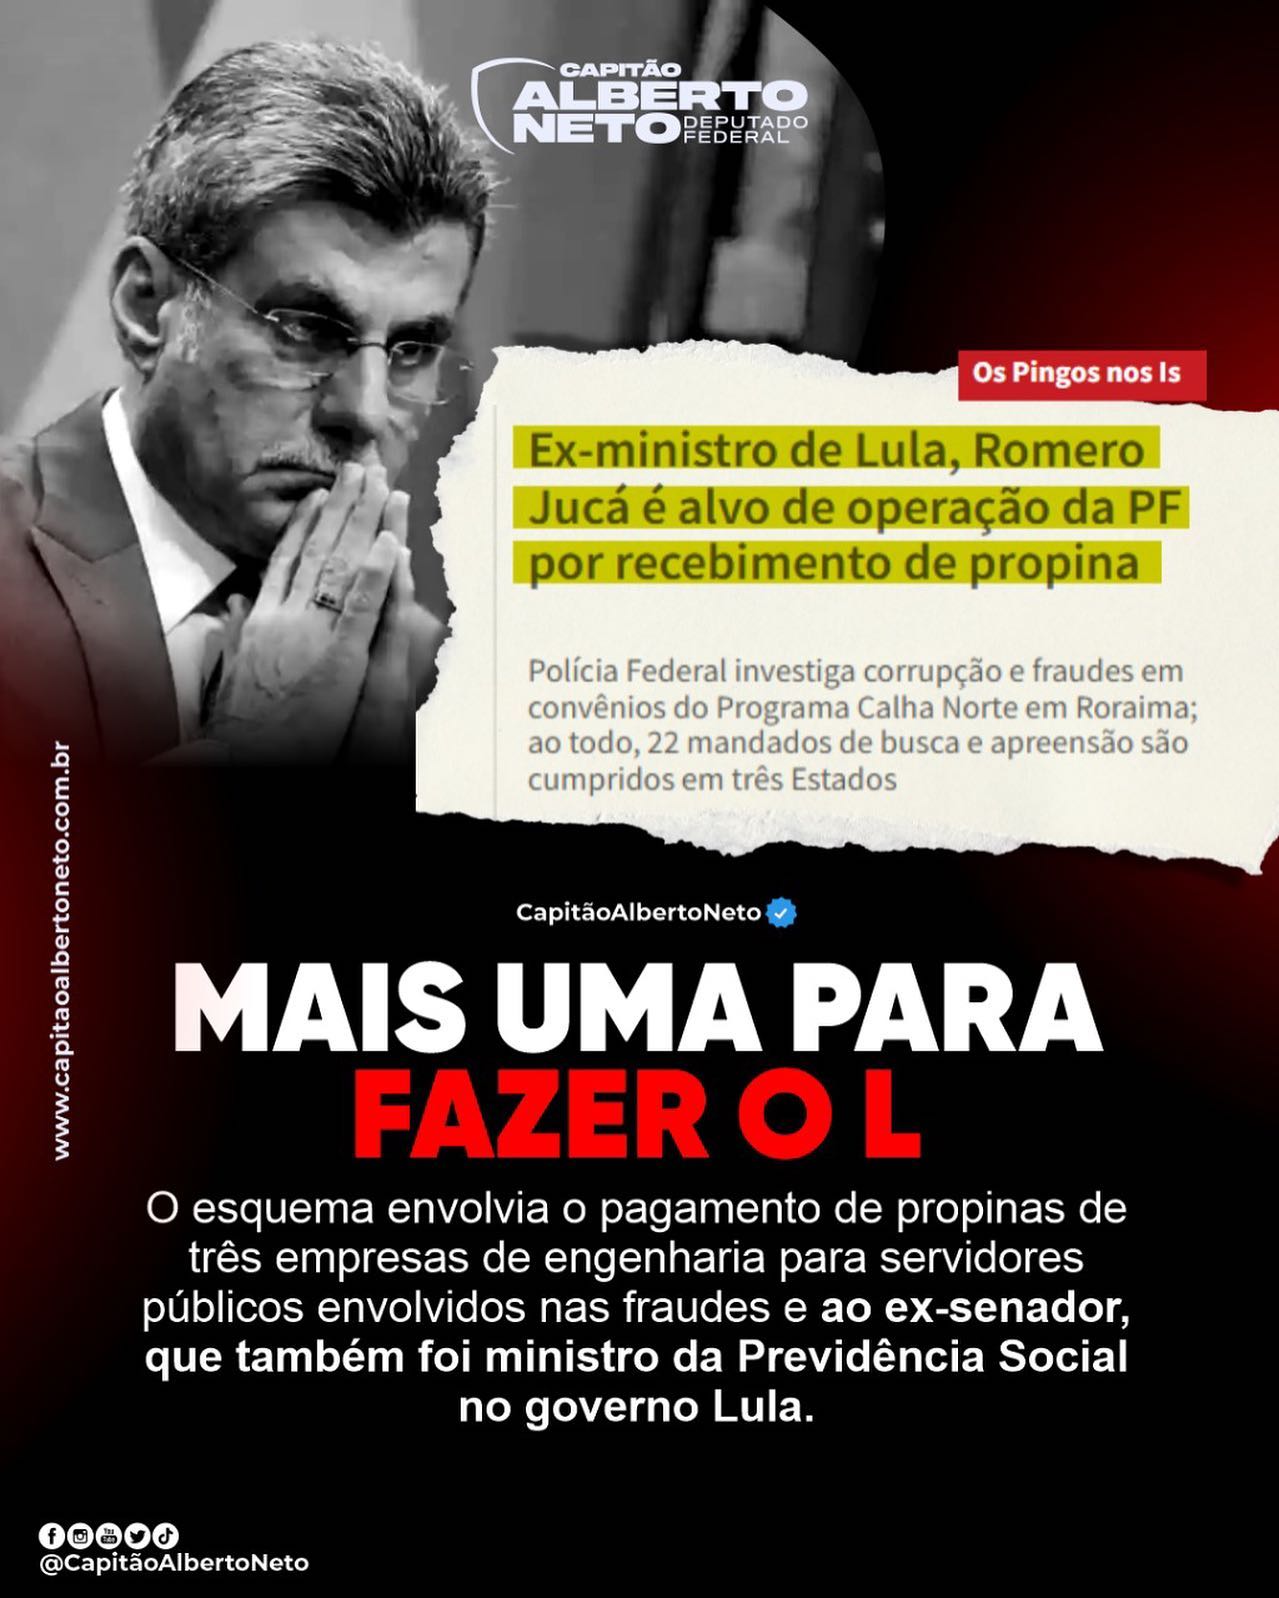 CAPITÃO
ALBERTO
NETO DEPUTADO
FEDERAL
Os Pingos nos Is
Ex-ministro de Lula, Romero
Jucá é alvo de operação da PF
por recebimento de propina
Polícia Federal investiga corrupção e fraudes em
convênios do Programa Calha Norte em Roraima;
ao todo, 22 mandados de busca e apreensão são
cumpridos em três Estados
www.capitaoalbertoneto.com.br
CapitãoAlbertoNeto
MAIS UMA PARA
FAZER O L
O esquema envolvia o pagamento de propinas de
três empresas de engenharia para servidores
públicos envolvidos nas fraudes e ao ex-senador,
que também foi ministro da Previdência Social
no governo Lula.
@CapitãoAlbertoNeto